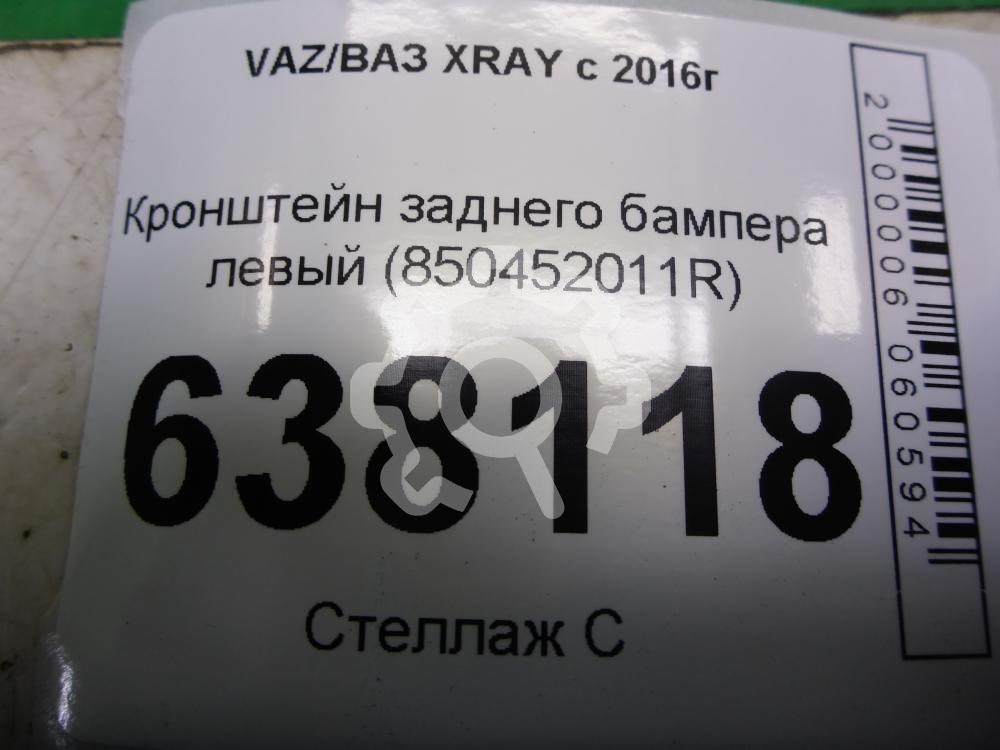 VAZ/ВАЗ XRAY с 2016г
Кронштейн заднего бампера
левый (850452011R)
638118
Стеллаж С
2000006060594